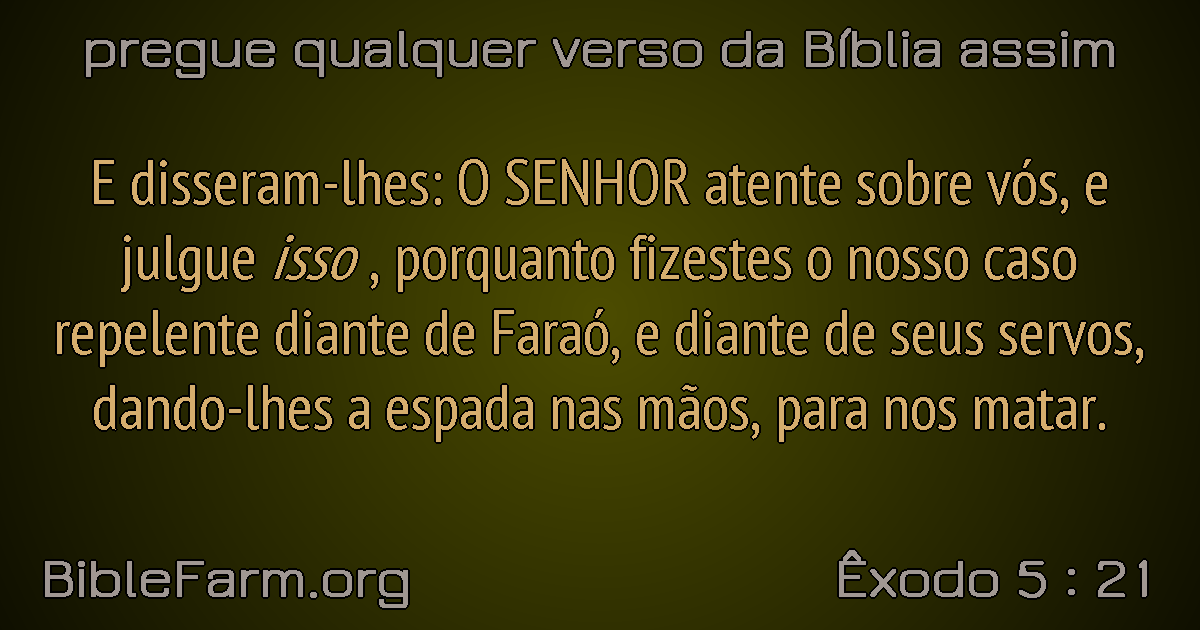 pregue qualquer verso da Bíblia assim
E disseram-lhes: O SENHOR atente sobre vós, e
julgue isso , porquanto fizestes o nosso caso
repelente diante de Faraó, e diante de seus servos,
dando-lhes a espada nas mãos, para nos matar.
BibleFarm.org
Êxodo 5 : 21